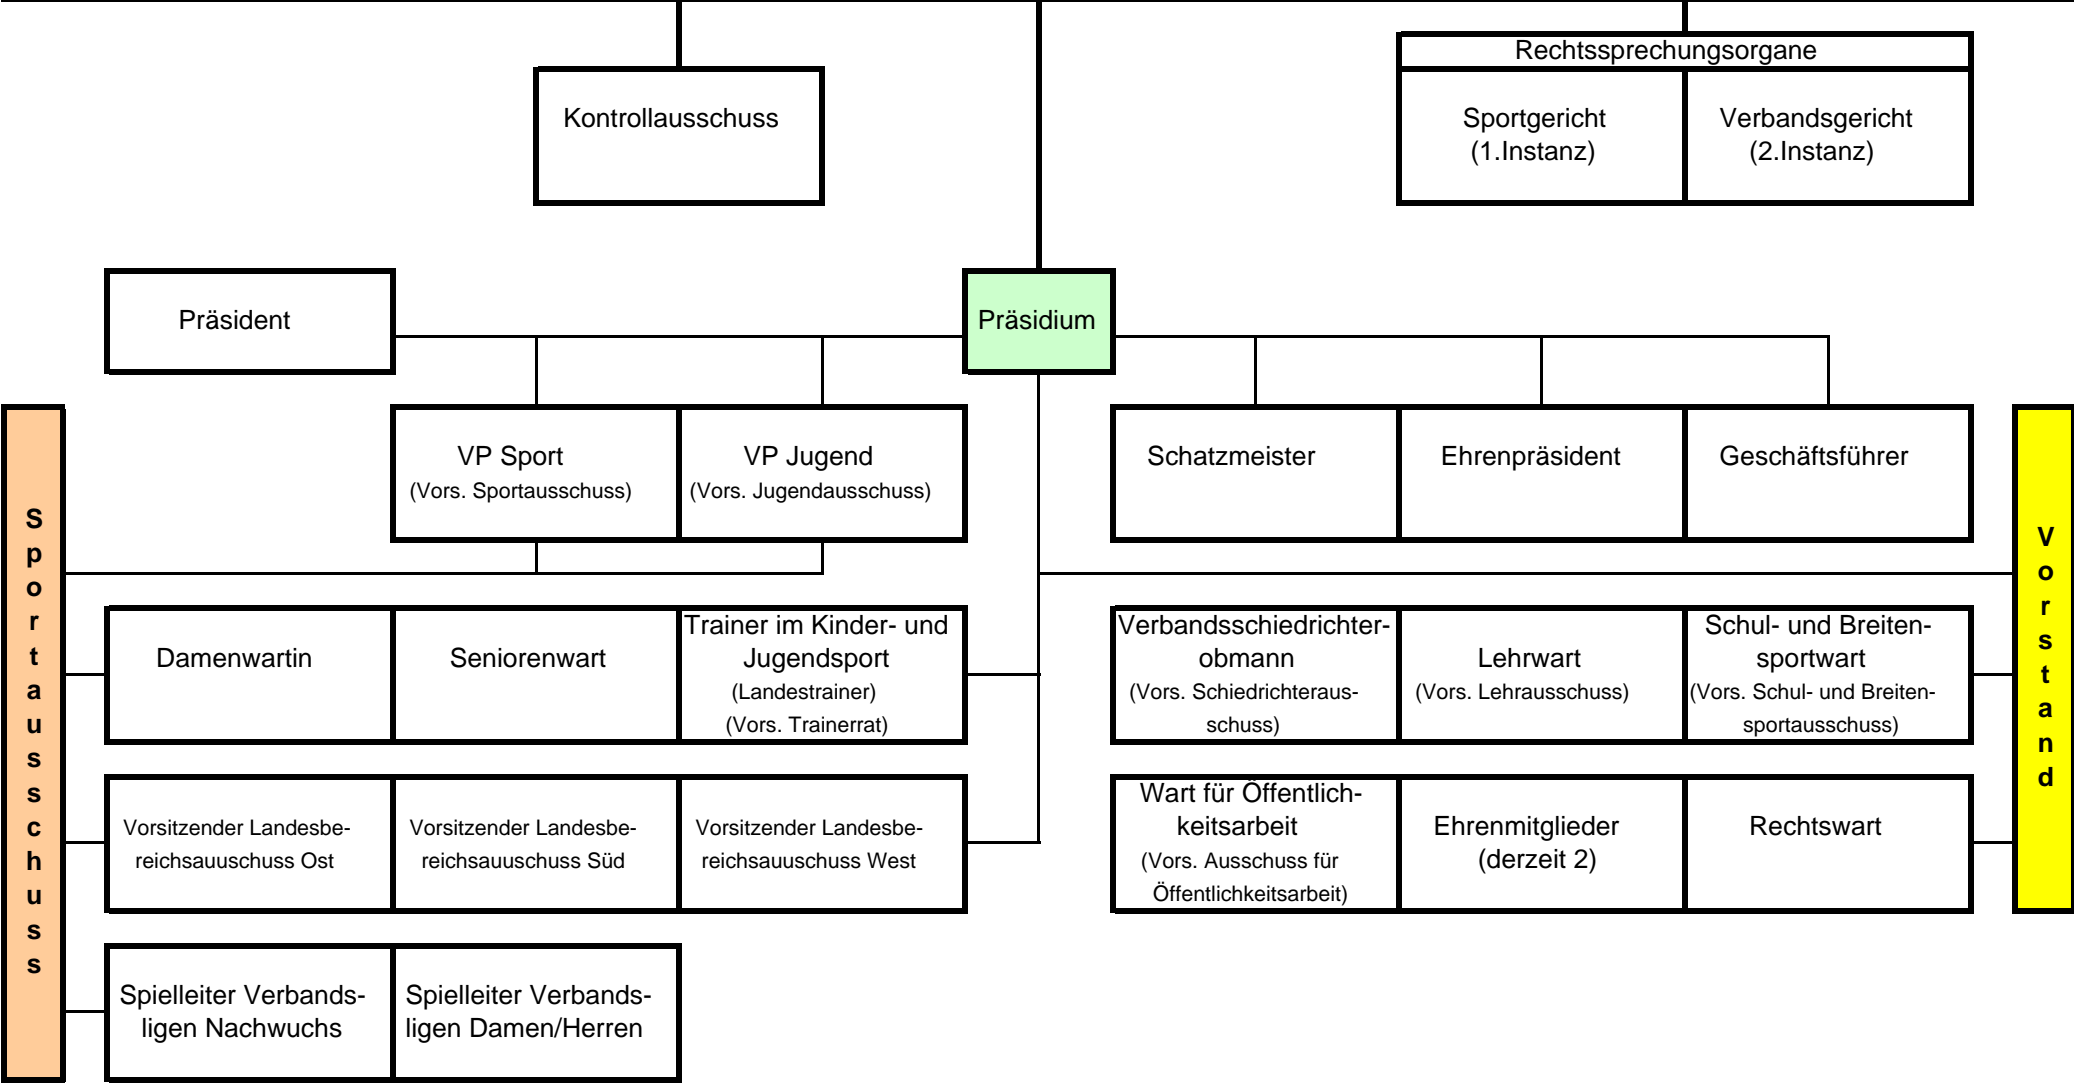 Rechtssprechungsorgane
Kontrollausschuss
Sportgericht
(1.Instanz)
Verbandsgericht
(2.Instanz)
Präsident
Präsidium
VP Sport
(Vors. Sportausschuss)
VP Jugend
(Vors. Jugendausschuss)
Schatzmeister
Ehrenpräsident
Geschäftsführer
Sportausschuss
Vorstand
Damenwartin
Seniorenwart
Trainer im Kinder- und
Jugendsport
(Landestrainer)
(Vors. Trainerrat)
Verbandsschiedrichter-
obmann
(Vors. Schiedrichteraus-
schuss)
Lehrwart
(Vors. Lehrausschuss)
Schul- und Breiten-
sportwart
(Vors. Schul- und Breiten-
sportausschuss)
Vorsitzender Landesbe-
reichsauuschuss Ost
Vorsitzender Landesbe-
reichsauuschuss Süd
Vorsitzender Landesbe-
reichsauuschuss West
Wart für Öffentlich-
keitsarbeit
(Vors. Ausschuss für
Öffentlichkeitsarbeit)
Ehrenmitglieder
(derzeit 2)
Rechtswart
Spielleiter Verbands-
ligen Nachwuchs
Spielleiter Verbands-
ligen Damen/Herren